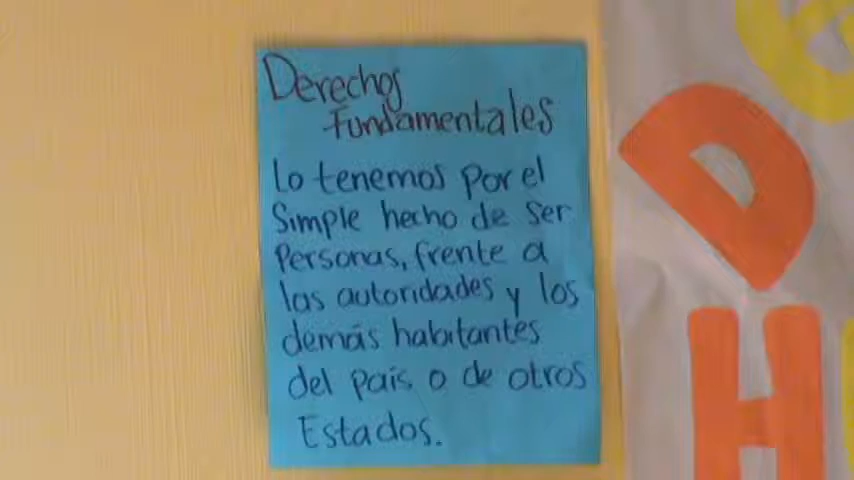 Derechos
Fundamentales
Lo tenemos por el
Simple hecho de ser
Personas, frente a
las autoridades y los
demás habitantes
del país o de otros
Estados.
D
H